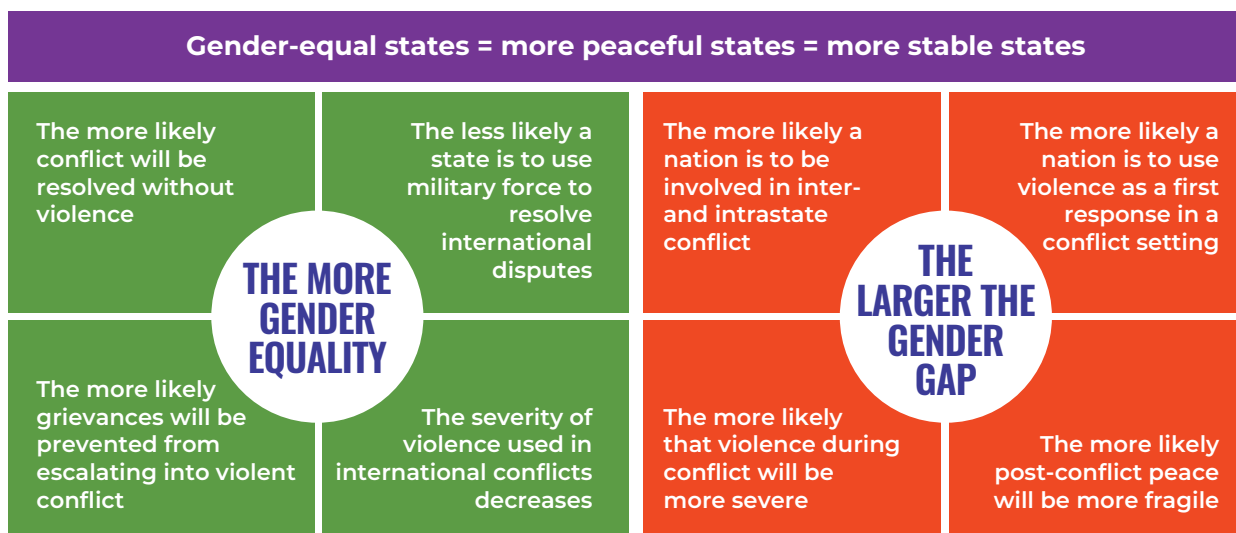 Gender-equal states = more peaceful states = more stable states
The more likely
conflict will be
resolved without
violence
The less likely a
state is to use
military force to
resolve
international
disputes
THE MORE
GENDER
EQUALITY
The more likely
grievances will be
prevented from
escalating into violent
conflict
The severity of
violence used in
international conflicts
decreases
The more likely a
nation is to be
involved in inter-
and intrastate
conflict
The more likely a
nation is to use
violence as a first
response in a
conflict setting
THE
LARGER THE
GENDER
GAP
The more likely
that violence during
conflict will be
more severe
The more likely
post-conflict peace
will be more fragile